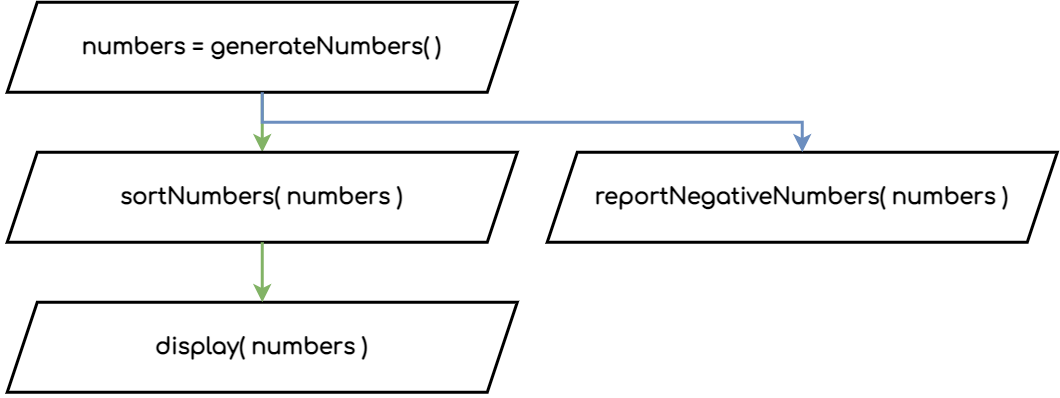 numbers = generateNumbers( )
sortNumbers( numbers )
reportNegativeNumbers( numbers )
display( numbers )